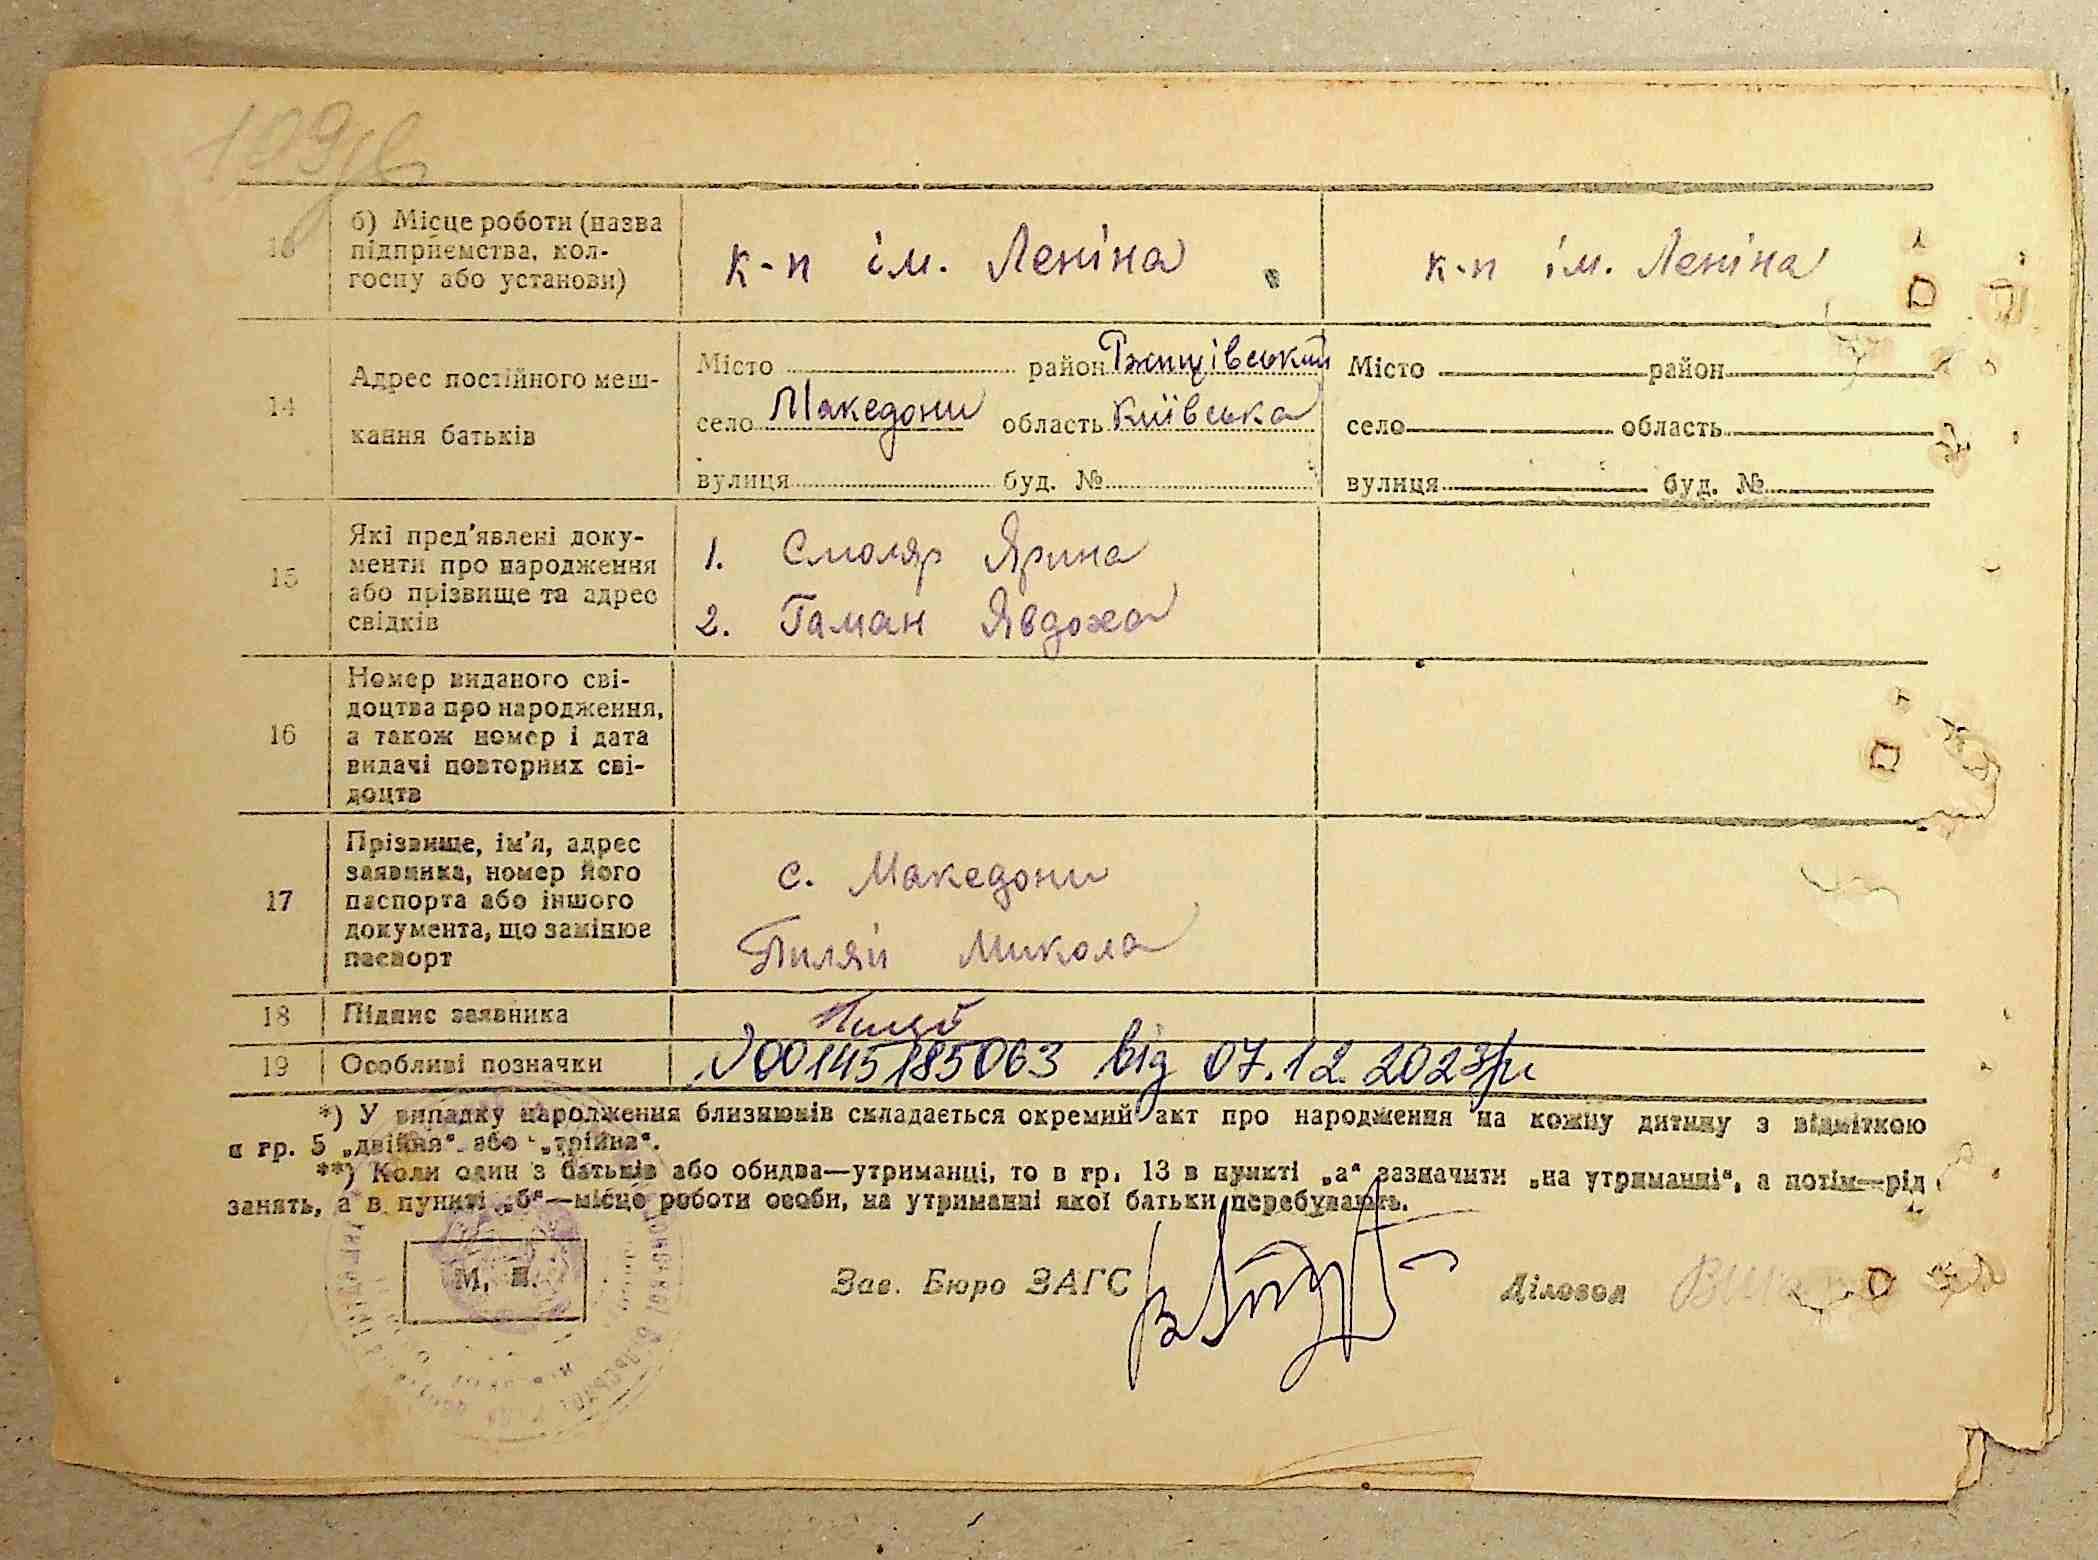 б) Місце роботи (назва
13 підприємства, кол-
госпу або установи)
к-п ім. Леніна
к-п ім. Леніна
14 Адрес постійного меш-
кання батьків
Місто район Ржищівський
село Македони область Київська
вулиця буд. №
Місто район
село область
вулиця буд. №
15 Які пред'явлені доку-
менти про народження
або прізвище та адрес
свідків
1. Смоляр Ярина
2. Гаман Явдоха
16 Номер виданого сві-
доцтва про народження,
а також номер і дата
видачі повторних сві-
доцтв
17 Прізвище, ім'я, адрес
заявника, номер його
паспорта або іншого
документа, що замінює
паспорт
с. Македони
Пиляй Микола
18 Підпис заявника
19 Особливі позначки 00145185063 від 07.12.2023р
*) У випадку народження близнюків складається окремий акт про народження на кожну дитину з відміткою
в гр. 5 „двійня“ або „трійня“.
**) Коли один з батьків або обидва—утриманці, то в гр. 13 в пункті „а“ зазначити „на утриманні“, а потім—рід
занять, а в пункті „б“—місце роботи особи, на утриманні якої батьки перебувають.
М. П.
Зав. Бюро ЗАГС
Діловод